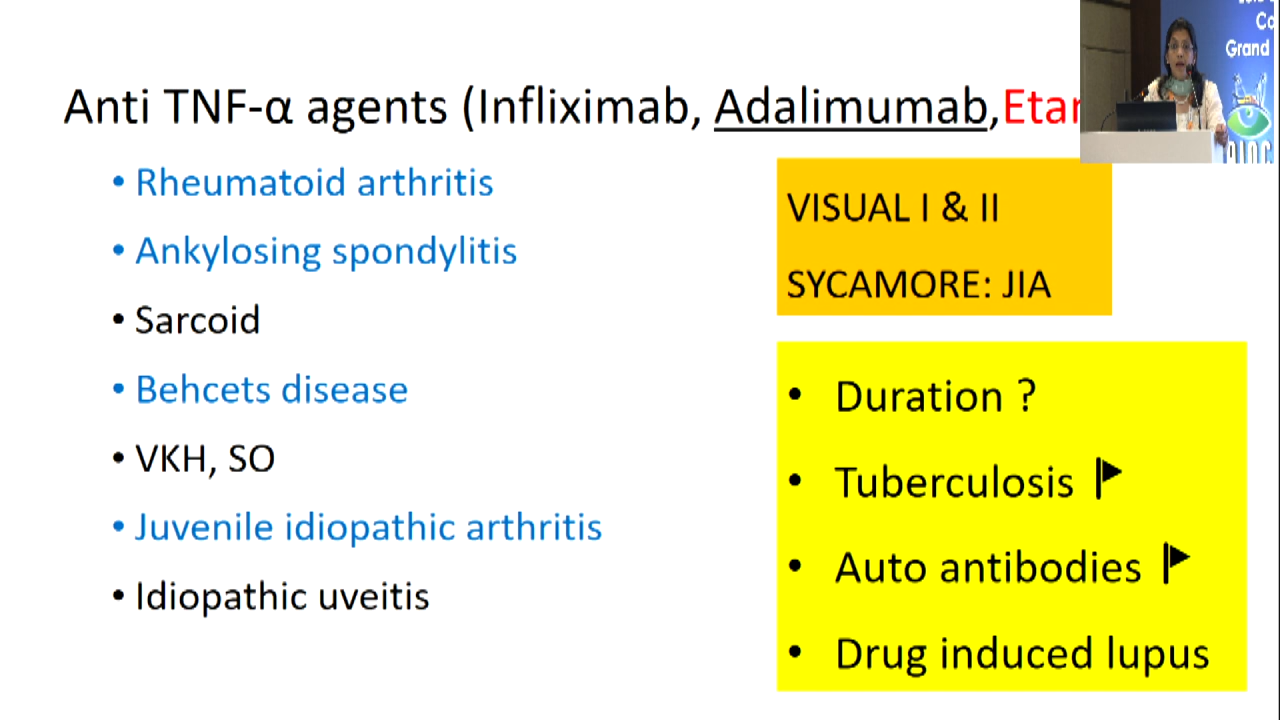 Anti TNF-α agents (Infliximab, Adalimumab,
• Rheumatoid arthritis
• Ankylosing spondylitis
• Sarcoid
• Behcets disease
• VKH, SO
• Juvenile idiopathic arthritis
• Idiopathic uveitis
VISUAL I & II
SYCAMORE: JIA
• Duration ?
• Tuberculosis
• Auto antibodies
• Drug induced lupus
Grand